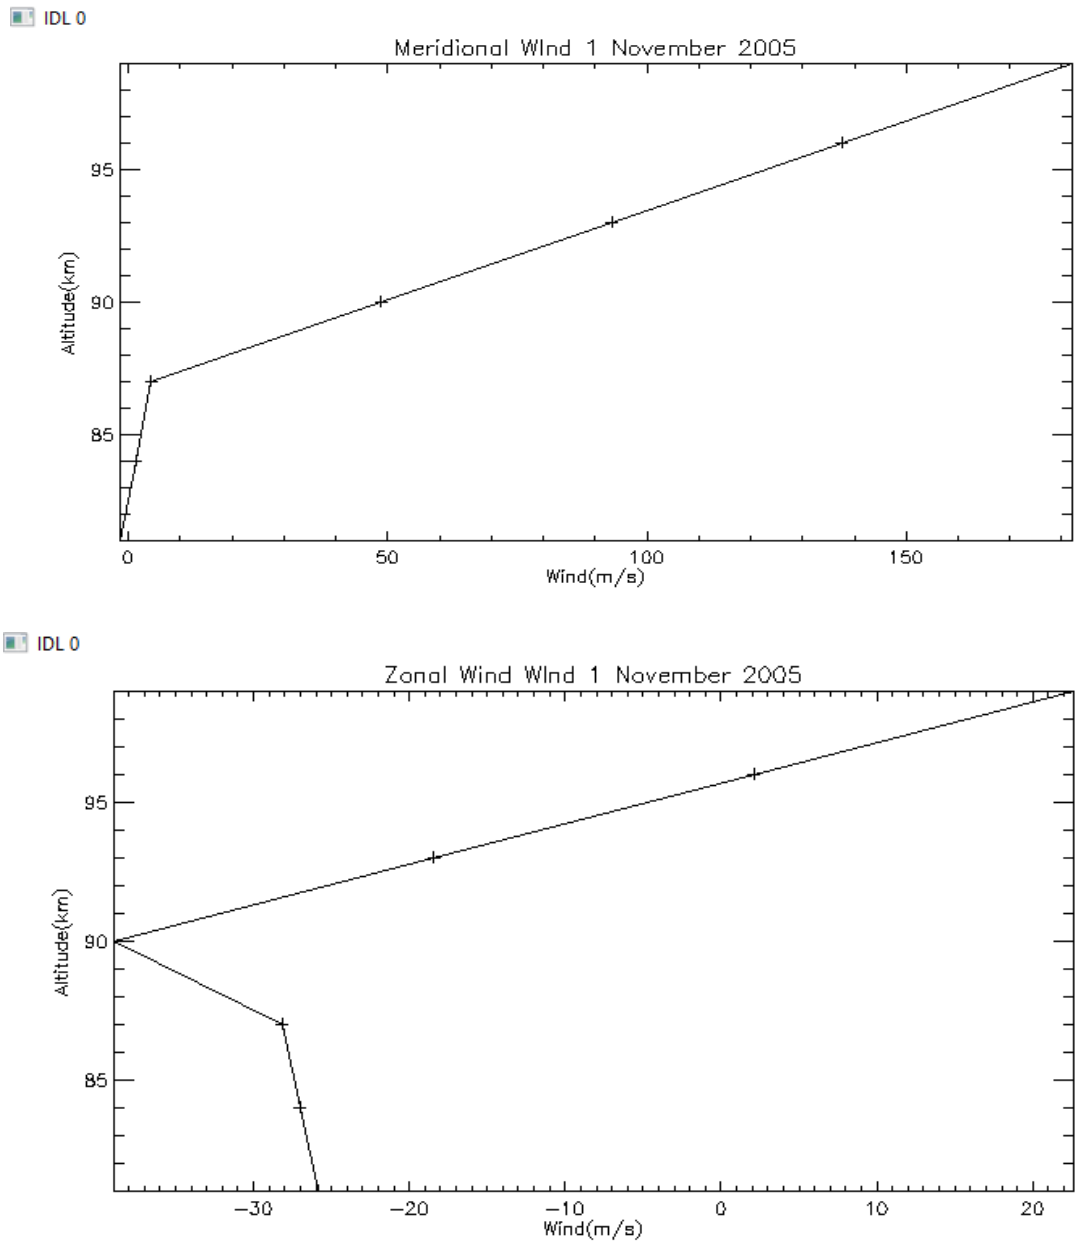 IDL 0
Meridional WInd 1 November 2005
95
90
85
Altitude(km)
0 50 100 150
Wind(m/s)
IDL 0
Zonal Wind WInd 1 November 2005
95
90
85
Altitude(km)
−30 −20 −10 0 10 20
Wind(m/s)